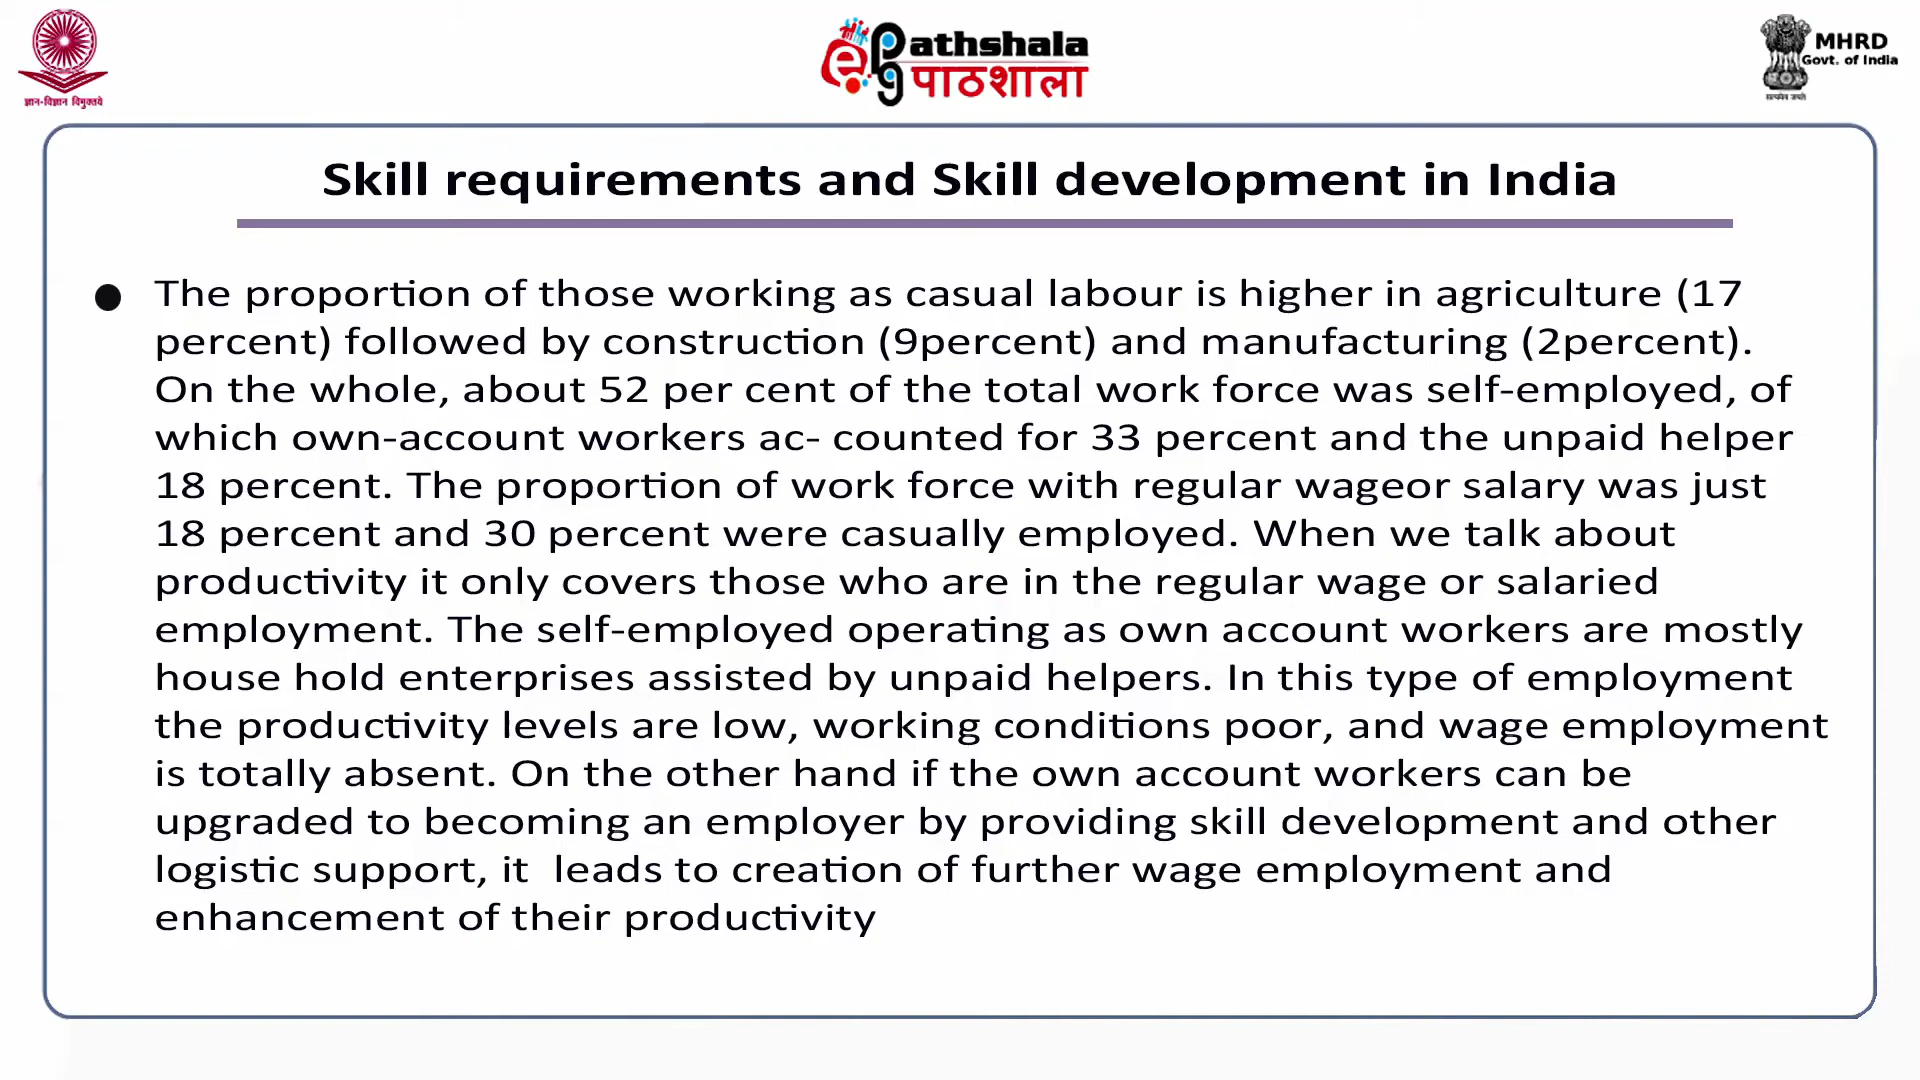 ज्ञान-विज्ञान विमुक्तये
e pg Pathshala
पाठशाला
MHRD
Govt. of India
सत्यमेव जयते
Skill requirements and Skill development in India
● The proportion of those working as casual labour is higher in agriculture (17
percent) followed by construction (9percent) and manufacturing (2percent).
On the whole, about 52 per cent of the total work force was self-employed, of
which own-account workers ac- counted for 33 percent and the unpaid helper
18 percent. The proportion of work force with regular wageor salary was just
18 percent and 30 percent were casually employed. When we talk about
productivity it only covers those who are in the regular wage or salaried
employment. The self-employed operating as own account workers are mostly
house hold enterprises assisted by unpaid helpers. In this type of employment
the productivity levels are low, working conditions poor, and wage employment
is totally absent. On the other hand if the own account workers can be
upgraded to becoming an employer by providing skill development and other
logistic support, it  leads to creation of further wage employment and
enhancement of their productivity